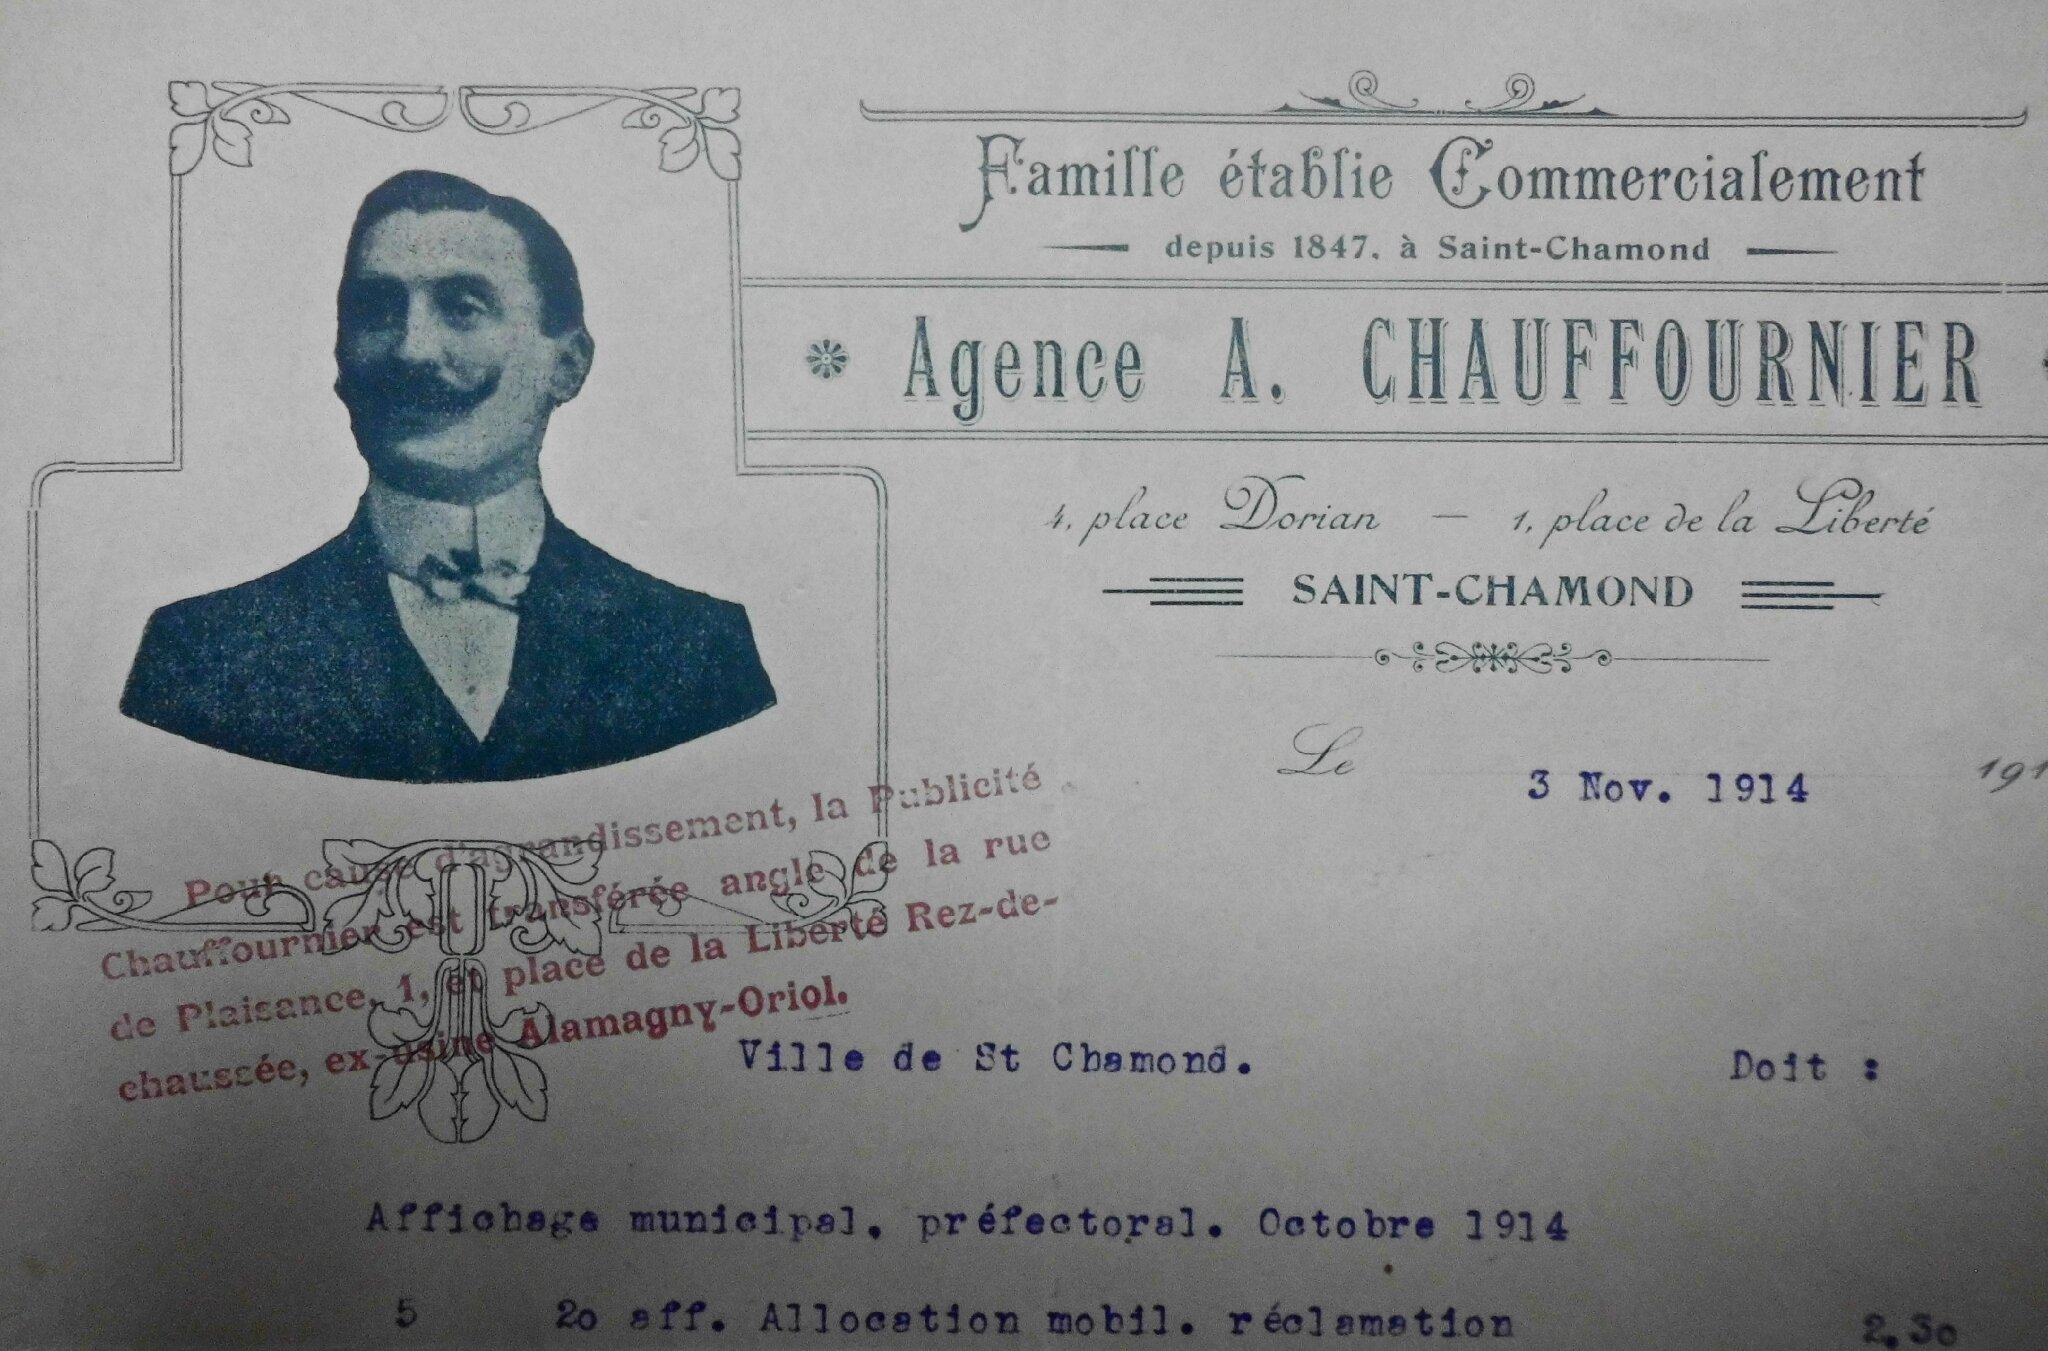 Famille établie Commercialement
depuis 1847. à Saint-Chamond
Agence A. CHAUFFOURNIER
4, place Dorian — 1, place de la Liberté
SAINT-CHAMOND
Le 3 Nov. 1914 191
Pour cause d'agrandissement, la Publicité
Chauffournier est transférée angle de la rue
de Plaisance, 1, et place de la Liberté Rez-de-
chaussée, ex-usine Alamagny-Oriol.
Ville de St Chamond. Doit :
Affichage municipal. préfectoral. Octobre 1914
5 20 aff. Allocation mobil. réclamation 2.50